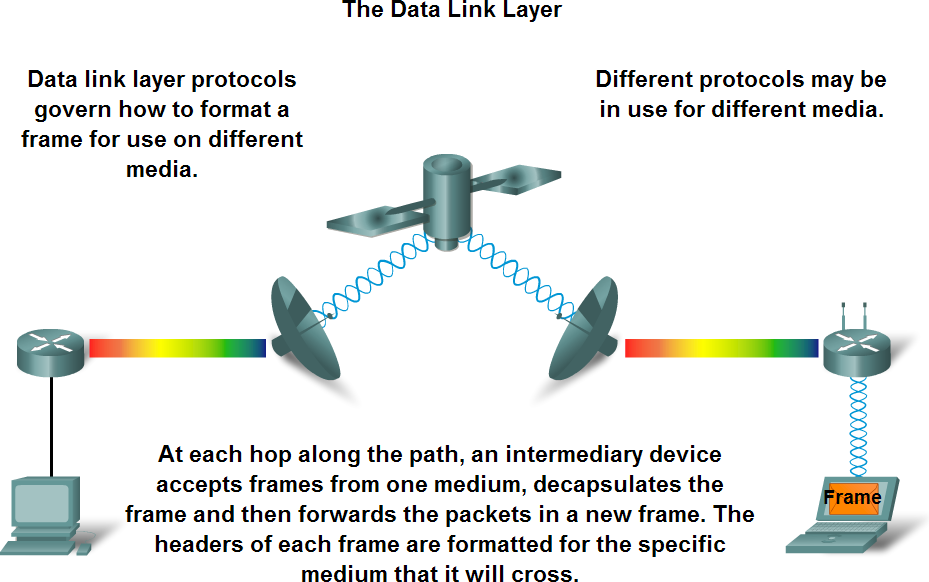 The Data Link Layer
Data link layer protocols
govern how to format a
frame for use on different
media.
Different protocols may be
in use for different media.
Frame
At each hop along the path, an intermediary device
accepts frames from one medium, decapsulates the
frame and then forwards the packets in a new frame. The
headers of each frame are formatted for the specific
medium that it will cross.